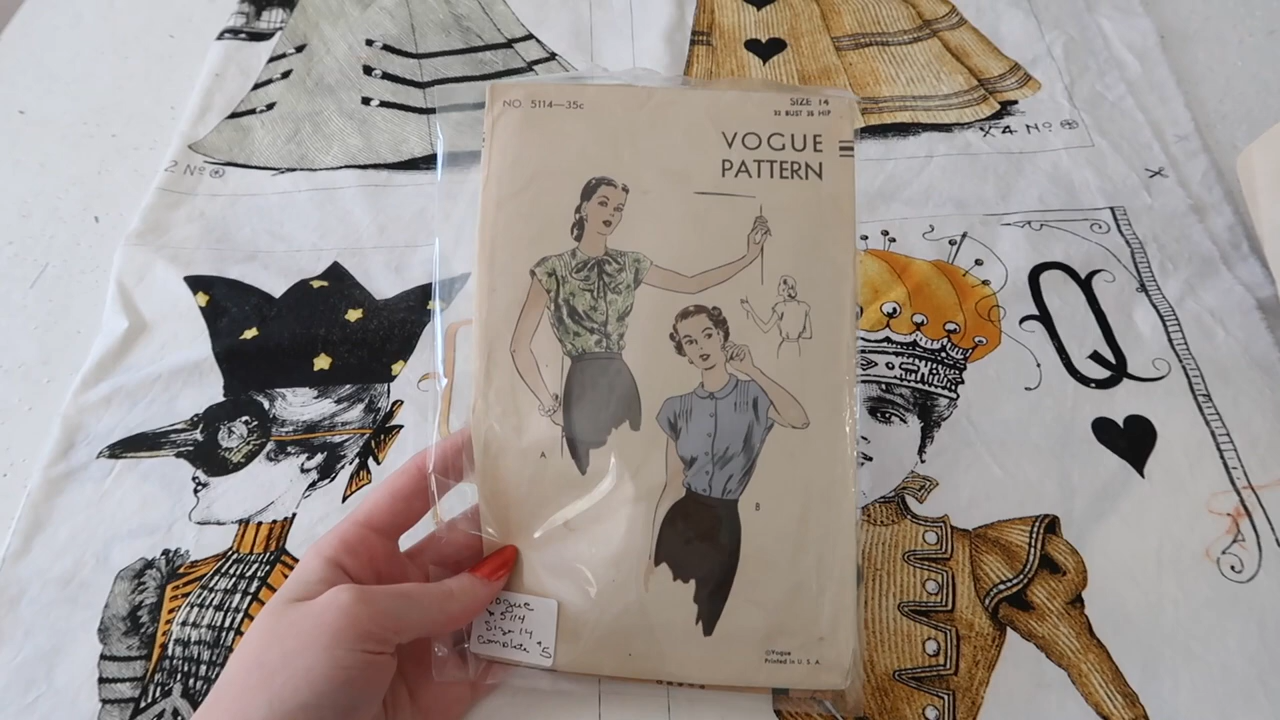 NO. 5114—35c
SIZE 14
32 BUST 35 HIP
VOGUE
PATTERN
A
B
©Vogue
Printed in U. S. A.
Vogue
5114
Size 14
Complete $5
2 Nº
X4 Nº
Q